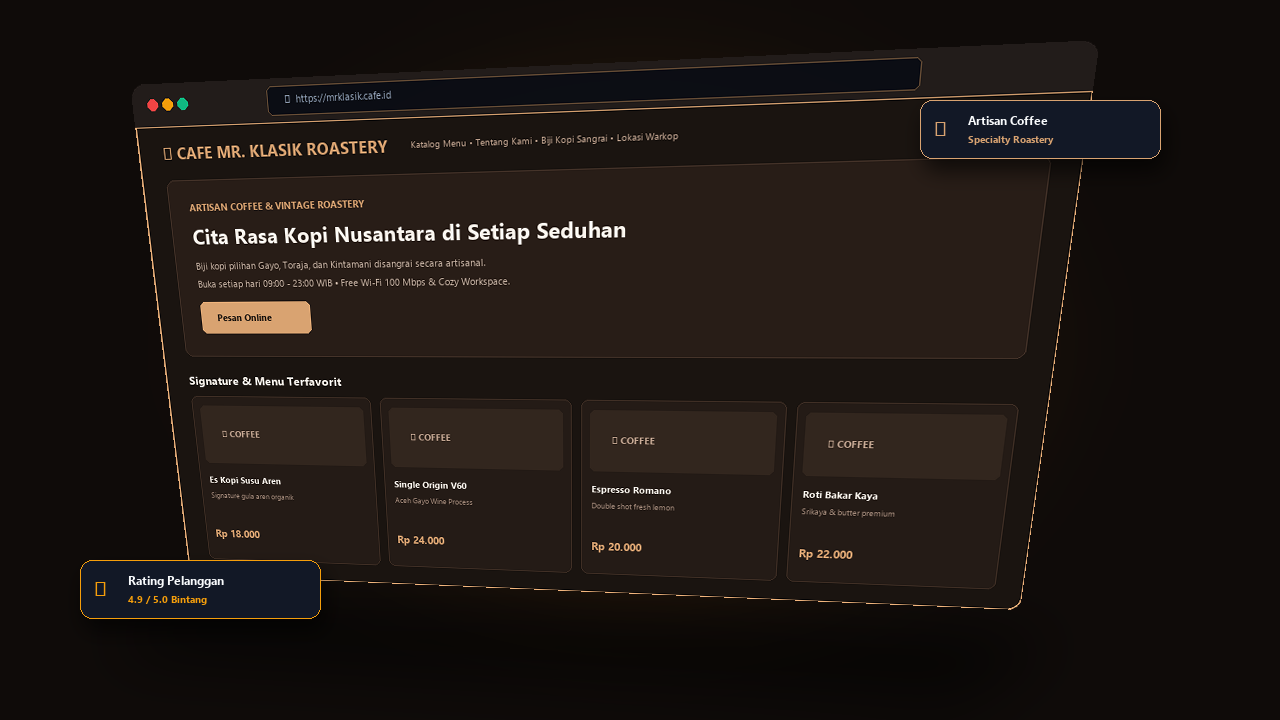 https://mrklasik.cafe.id
Artisan Coffee
Specialty Roastery
CAFE MR. KLASIK ROASTERY
Katalog Menu • Tentang Kami • Biji Kopi Sangrai • Lokasi Warkop
ARTISAN COFFEE & VINTAGE ROASTERY
Cita Rasa Kopi Nusantara di Setiap Seduhan
Biji kopi pilihan Gayo, Toraja, dan Kintamani disangrai secara artisanal.
Buka setiap hari 09:00 - 23:00 WIB • Free Wi-Fi 100 Mbps & Cozy Workspace.
Pesan Online
Signature & Menu Terfavorit
COFFEE
Es Kopi Susu Aren
Signature gula aren organik
Rp 18.000
COFFEE
Single Origin V60
Aceh Gayo Wine Process
Rp 24.000
COFFEE
Espresso Romano
Double shot fresh lemon
Rp 20.000
COFFEE
Roti Bakar Kaya
Srikaya & butter premium
Rp 22.000
Rating Pelanggan
4.9 / 5.0 Bintang